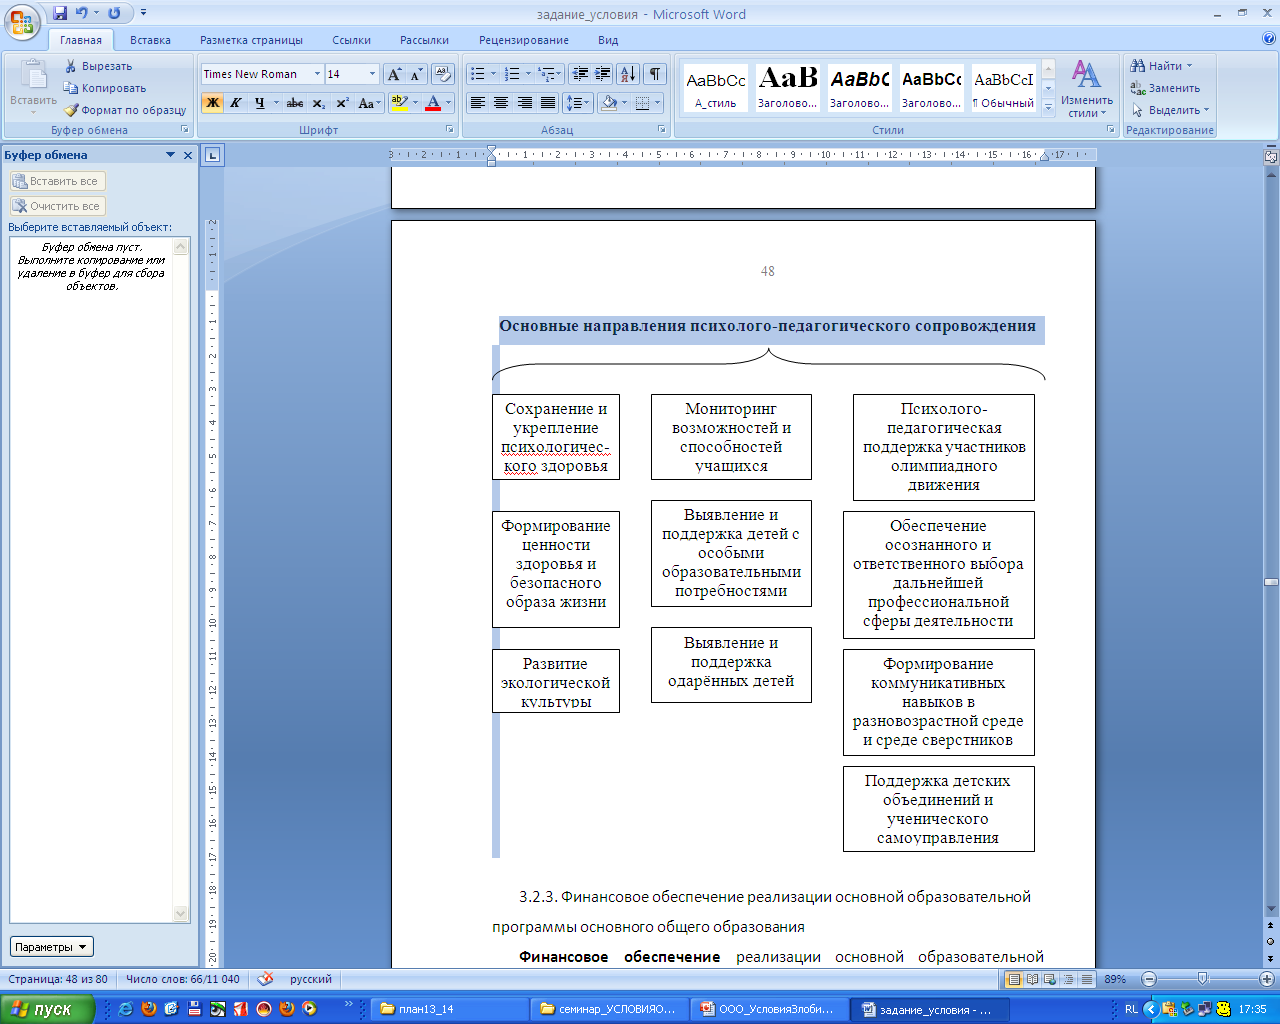 задание_условия - Microsoft Word
Главная Вставка Разметка страницы Ссылки Рассылки Рецензирование Вид
Вставить
Вырезать
Копировать
Формат по образцу
Буфер обмена
Times New Roman 14
Ж К Ч abc x₂ x² Aa
Шрифт
Абзац
AaBbCc AaB AaBbC AaBbCc AaBbCcI
А_стиль Заголово... Заголово... Заголово... ¶ Обычный
Изменить стили
Стили
Найти
Заменить
Выделить
Редактирование
Буфер обмена
Вставить все
Очистить все
Выберите вставляемый объект:
Буфер обмена пуст.
Выполните копирование или
удаление в буфер для сбора
объектов.
Параметры
48
Основные направления психолого-педагогического сопровождения
Сохранение и
укрепление
психологичес-
кого здоровья
Формирование
ценности
здоровья и
безопасного
образа жизни
Развитие
экологической
культуры
Мониторинг
возможностей и
способностей
учащихся
Выявление и
поддержка детей с
особыми
образовательными
потребностями
Выявление и
поддержка
одарённых детей
Психолого-
педагогическая
поддержка участников
олимпиадного
движения
Обеспечение
осознанного и
ответственного выбора
дальнейшей
профессиональной
сферы деятельности
Формирование
коммуникативных
навыков в
разновозрастной среде
и среде сверстников
Поддержка детских
объединений и
ученического
самоуправления
3.2.3. Финансовое обеспечение реализации основной образовательной
программы основного общего образования
Финансовое обеспечение реализации основной образовательной
Страница: 48 из 80 Число слов: 66/11 040 русский 89%
пуск план13_14 семинар_УСЛОВИЯО... ООО_УсловияЗлоби... задание_условия - ... RL 17:35